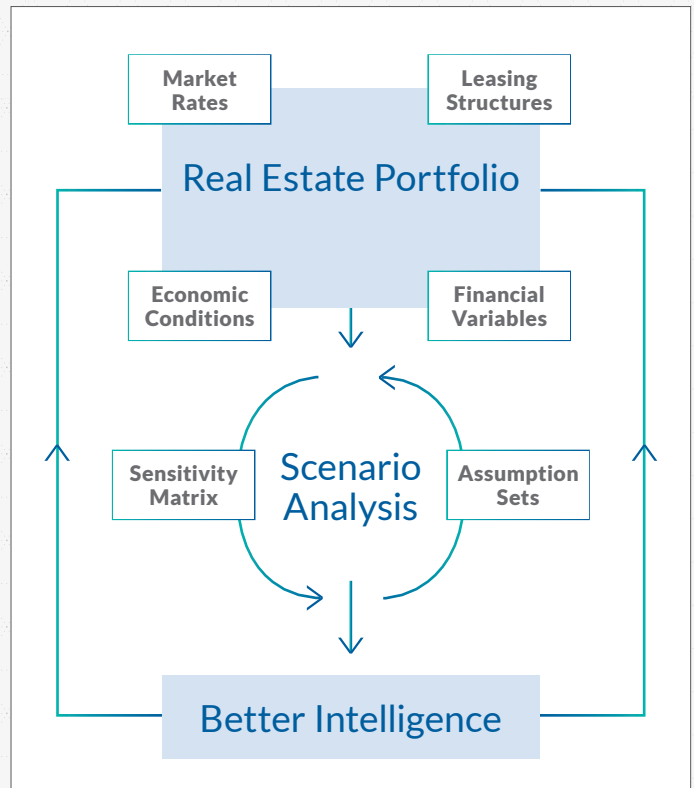 Market
Rates
Leasing
Structures
Real Estate Portfolio
Economic
Conditions
Financial
Variables
Sensitivity
Matrix
Scenario
Analysis
Assumption
Sets
Better Intelligence